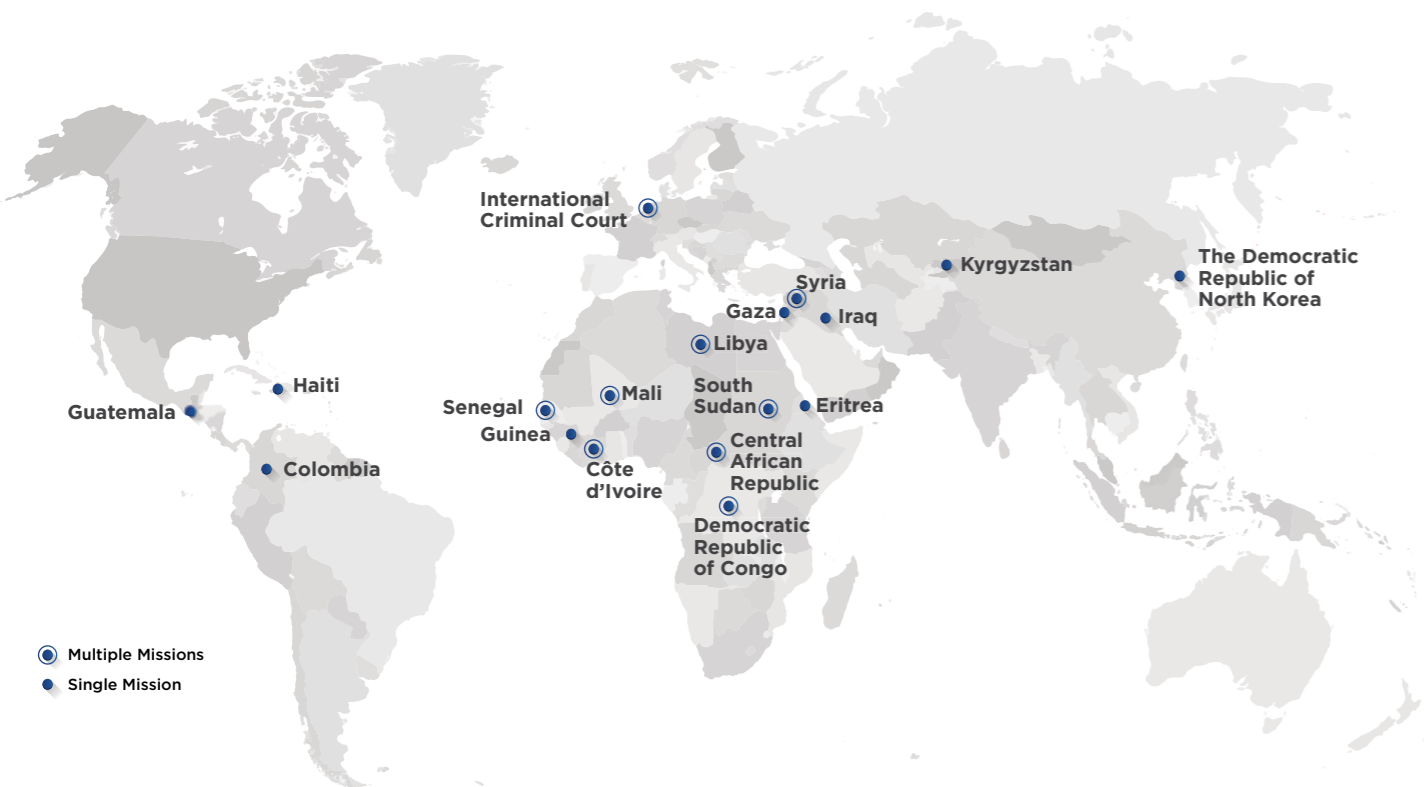 International
Criminal Court
Kyrgyzstan
The Democratic
Republic of
North Korea
Syria
Gaza
Iraq
Libya
Haiti
Guatemala
Mali
South
Sudan
Senegal
Eritrea
Guinea
Central
African
Republic
Colombia
Côte
d'Ivoire
Democratic
Republic
of Congo
Multiple Missions
Single Mission